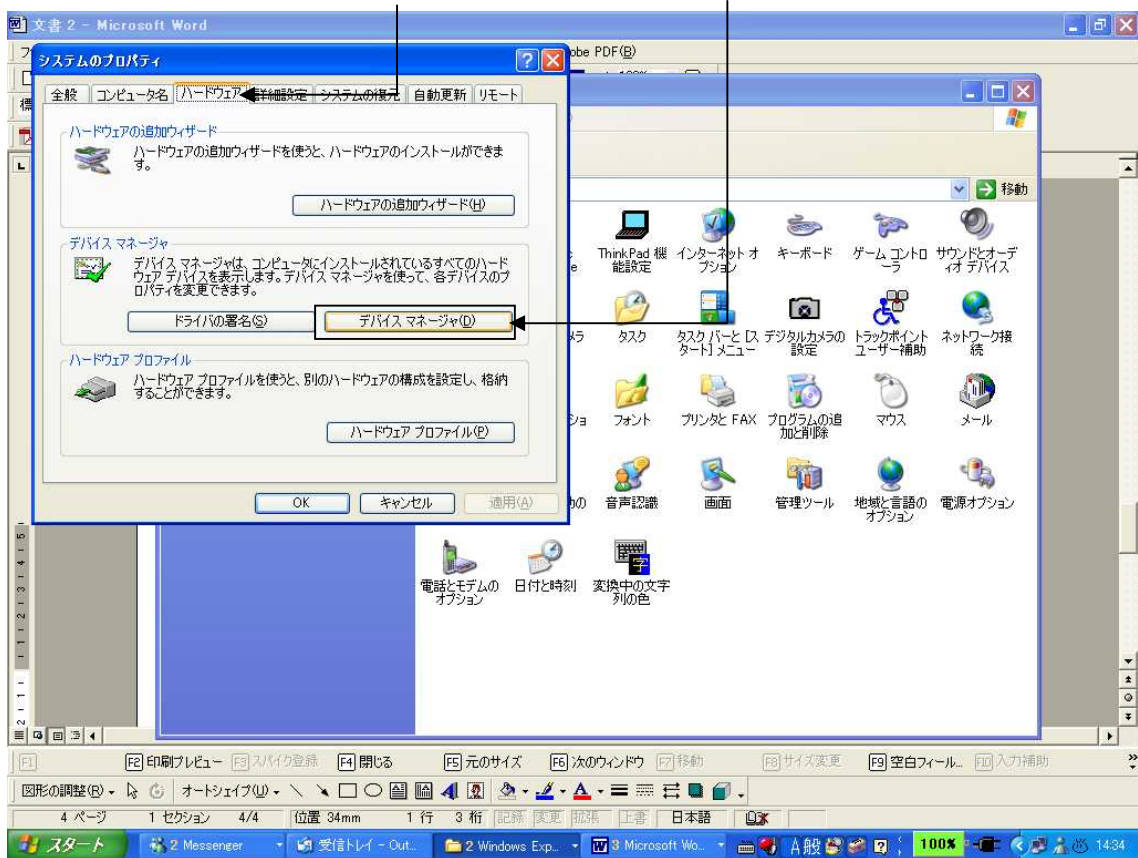 文書 2 - Microsoft Word
obe PDF(B)
システムのプロパティ
全般 コンピュータ名 ハードウェア 詳細設定 システムの復元 自動更新 リモート
ハードウェアの追加ウィザード
ハードウェアの追加ウィザードを使うと、ハードウェアのインストールができま
す。
ハードウェアの追加ウィザード(H)
デバイス マネージャ
デバイス マネージャは、コンピュータにインストールされているすべてのハード
ウェア デバイスを表示します。デバイス マネージャを使って、各デバイスのプ
ロパティを変更できます。
ドライバの署名(S) デバイス マネージャ(D)
ハードウェア プロファイル
ハードウェア プロファイルを使うと、別のハードウェアの構成を設定し、格納
することができます。
ハードウェア プロファイル(P)
OK キャンセル 適用(A)
移動
ThinkPad 機
能設定
インターネット オ
プション
キーボード
ゲーム コントロ
ーラ
サウンドとオーデ
ィオ デバイス
タスク
タスク バーと [ス
タート] メニュー
デジタルカメラの
設定
トラックポイント
ユーザー補助
ネットワーク接
続
フォント
プリンタと FAX
プログラムの追
加と削除
マウス
メール
音声認識
画面
管理ツール
地域と言語の
オプション
電源オプション
電話とモデムの
オプション
日付と時刻
変換中の文字
列の色
F1 F2 印刷プレビュー F3 スパイク登録 F4 閉じる F5 元のサイズ F6 次のウィンドウ F7 移動 F8 サイズ変更 F9 空白フィール... F10 入力補助
図形の調整(R) オートシェイプ(U)
4 ページ 1 セクション 4/4 位置 34mm 1 行 3 桁 記録 変更 拡張 上書 日本語
スタート 2 Messenger 受信トレイ - Out... 2 Windows Exp... 3 Microsoft Wo... A 般 100% 14:34